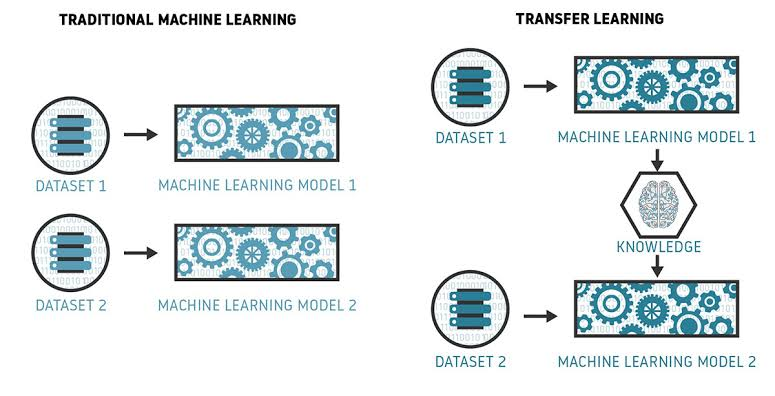 TRADITIONAL MACHINE LEARNING
DATASET 1
MACHINE LEARNING MODEL 1
DATASET 2
MACHINE LEARNING MODEL 2
TRANSFER LEARNING
DATASET 1
MACHINE LEARNING MODEL 1
KNOWLEDGE
DATASET 2
MACHINE LEARNING MODEL 2